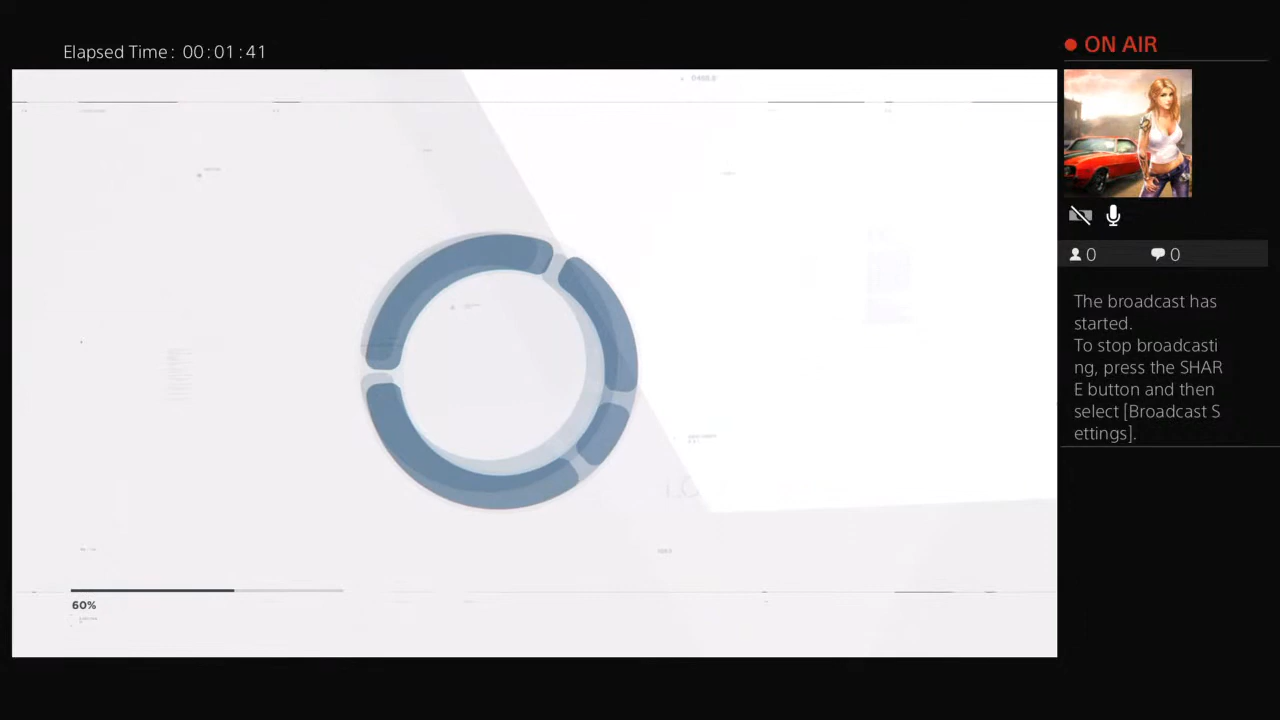 Elapsed Time: 00:01:41
ON AIR
0
0
The broadcast has
started.
To stop broadcasti
ng, press the SHAR
E button and then
select [Broadcast S
ettings].
60%